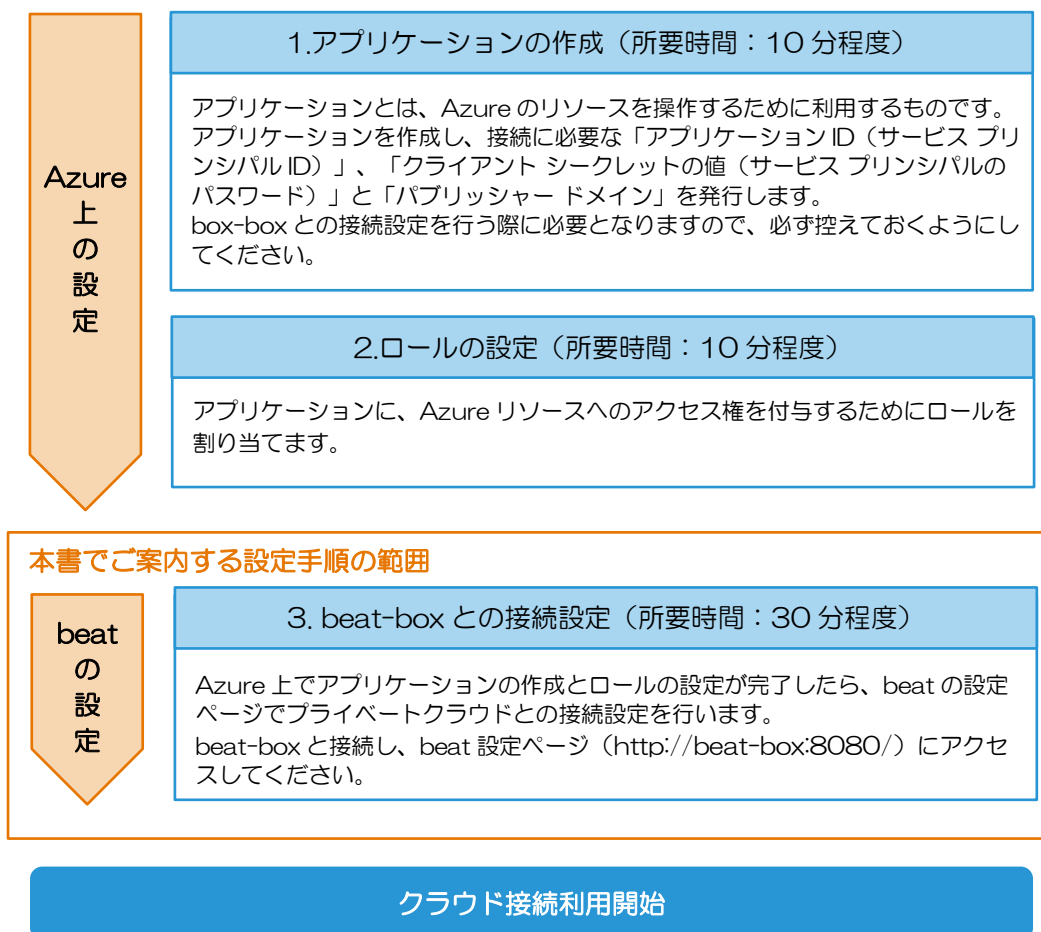 Azure
上
の
設
定
1.アプリケーションの作成（所要時間：10 分程度）
アプリケーションとは、Azure のリソースを操作するために利用するものです。
アプリケーションを作成し、接続に必要な「アプリケーション ID（サービス プリ
ンシパル ID）」、「クライアント シークレットの値（サービス プリンシパルの
パスワード）」と「パブリッシャー ドメイン」を発行します。
box-box との接続設定を行う際に必要となりますので、必ず控えておくようにし
てください。
2.ロールの設定（所要時間：10 分程度）
アプリケーションに、Azure リソースへのアクセス権を付与するためにロールを
割り当てます。
本書でご案内する設定手順の範囲
beat
の
設
定
3. beat-box との接続設定（所要時間：30 分程度）
Azure 上でアプリケーションの作成とロールの設定が完了したら、beat の設定
ページでプライベートクラウドとの接続設定を行います。
beat-box と接続し、beat 設定ページ（http://beat-box:8080/）にアクセ
スしてください。
クラウド接続利用開始